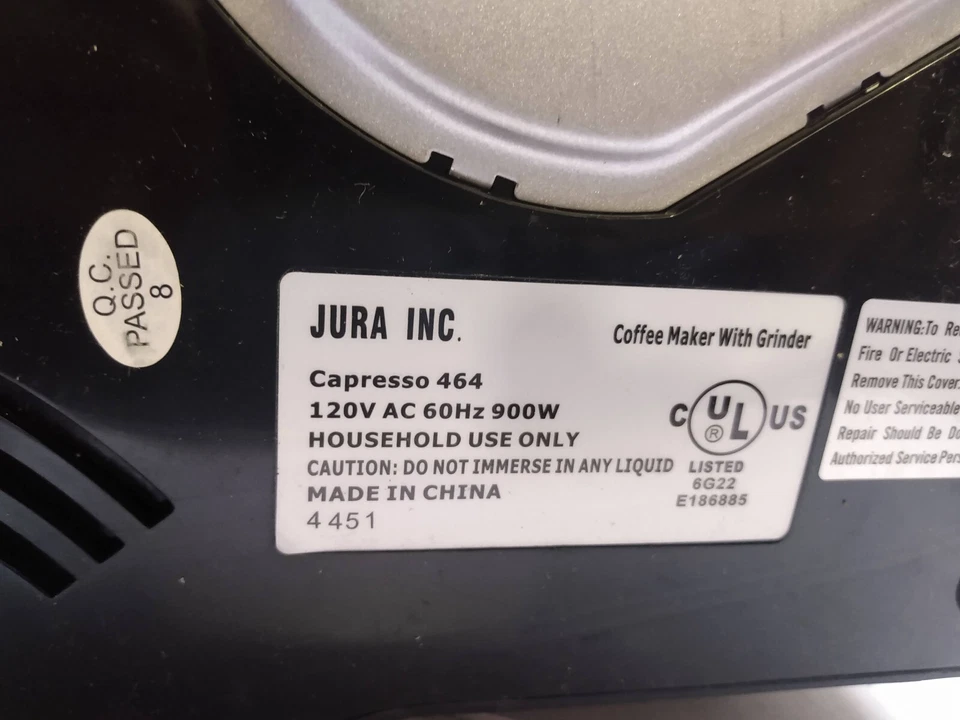 Q.C.
PASSED
8
JURA INC.
Coffee Maker With Grinder
Capresso 464
120V AC 60Hz 900W
HOUSEHOLD USE ONLY
CAUTION: DO NOT IMMERSE IN ANY LIQUID
MADE IN CHINA
4 451
C UL US
®
LISTED
6G22
E186885
WARNING:To
Fire Or Electric
Remove This Cover
No User Serviceable
Repair Should Be
Authorized Service